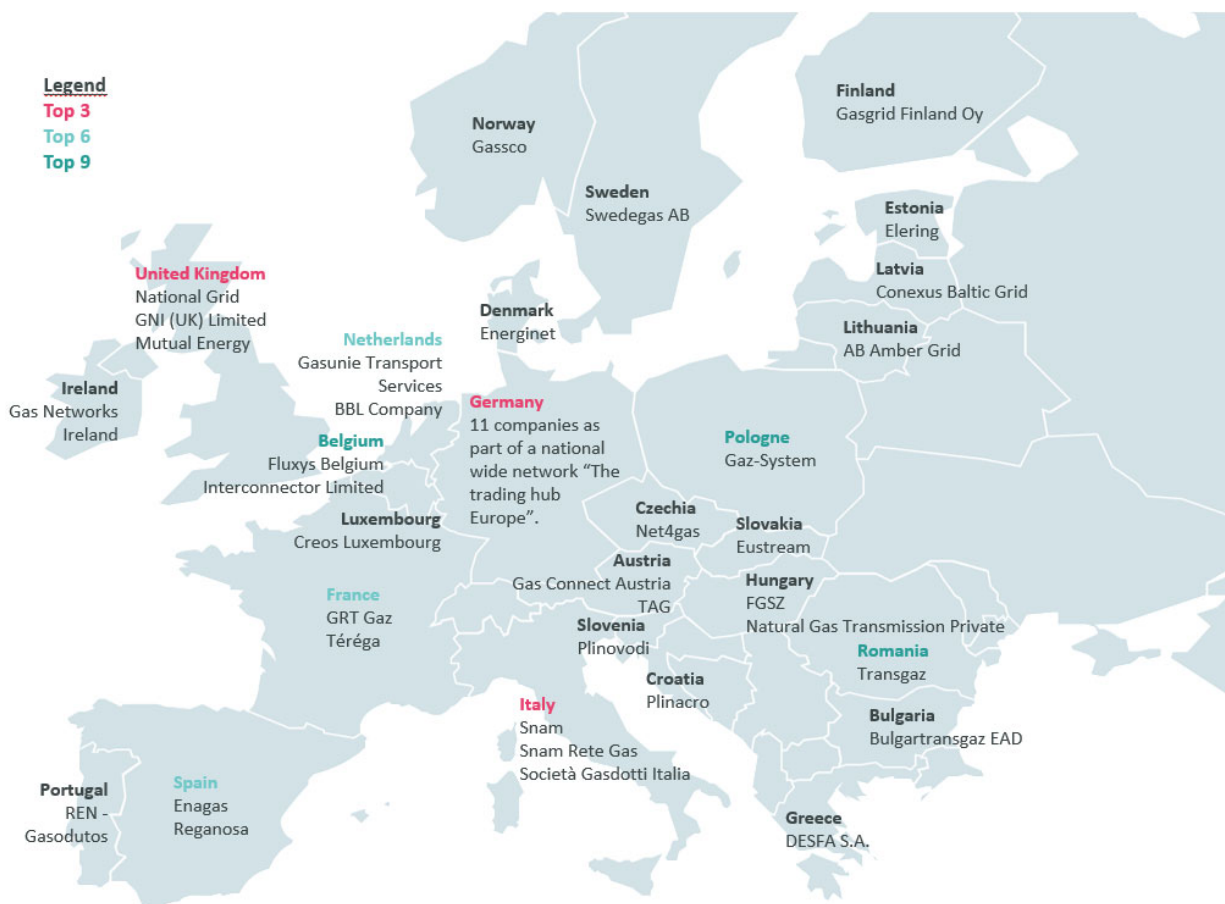 Legend
Top 3
Top 6
Top 9
Norway
Gassco
Finland
Gasgrid Finland Oy
Sweden
Swedegas AB
Estonia
Elering
Latvia
Conexus Baltic Grid
Lithuania
AB Amber Grid
United Kingdom
National Grid
GNI (UK) Limited
Mutual Energy
Denmark
Energinet
Netherlands
Gasunie Transport
Services
BBL Company
Ireland
Gas Networks
Ireland
Germany
11 companies as
part of a national
wide network “The
trading hub
Europe”.
Belgium
Fluxys Belgium
Interconnector Limited
Pologne
Gaz-System
Luxembourg
Creos Luxembourg
Czechia
Net4gas
Slovakia
Eustream
Austria
Gas Connect Austria
TAG
Hungary
FGSZ
Natural Gas Transmission Private
France
GRT Gaz
Téréga
Slovenia
Plinovodi
Romania
Transgaz
Croatia
Plinacro
Italy
Snam
Snam Rete Gas
Società Gasdotti Italia
Bulgaria
Bulgartransgaz EAD
Portugal
REN -
Gasodutos
Spain
Enagas
Reganosa
Greece
DESFA S.A.